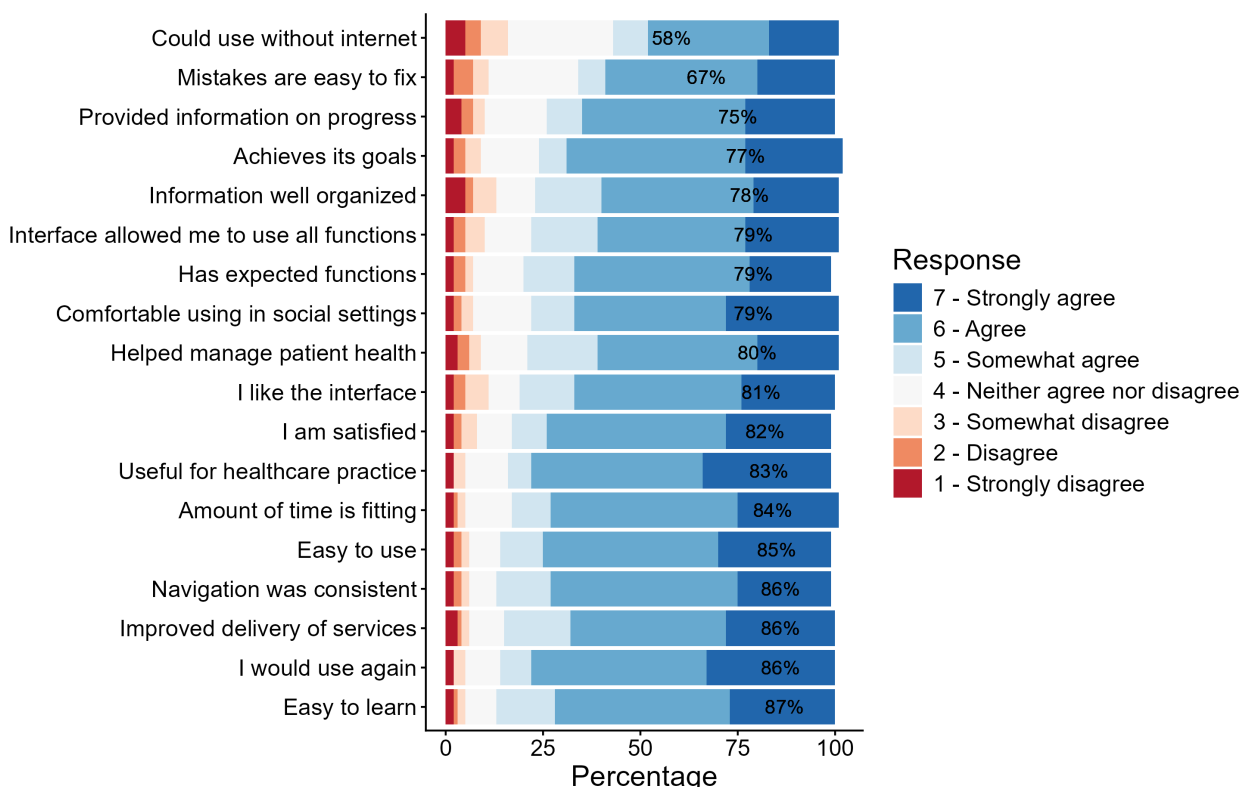 Could use without internet 58%
Mistakes are easy to fix 67%
Provided information on progress 75%
Achieves its goals 77%
Information well organized 78%
Interface allowed me to use all functions 79%
Has expected functions 79%
Comfortable using in social settings 79%
Helped manage patient health 80%
I like the interface 81%
I am satisfied 82%
Useful for healthcare practice 83%
Amount of time is fitting 84%
Easy to use 85%
Navigation was consistent 86%
Improved delivery of services 86%
I would use again 86%
Easy to learn 87%
0 25 50 75 100
Percentage
Response
7 - Strongly agree
6 - Agree
5 - Somewhat agree
4 - Neither agree nor disagree
3 - Somewhat disagree
2 - Disagree
1 - Strongly disagree